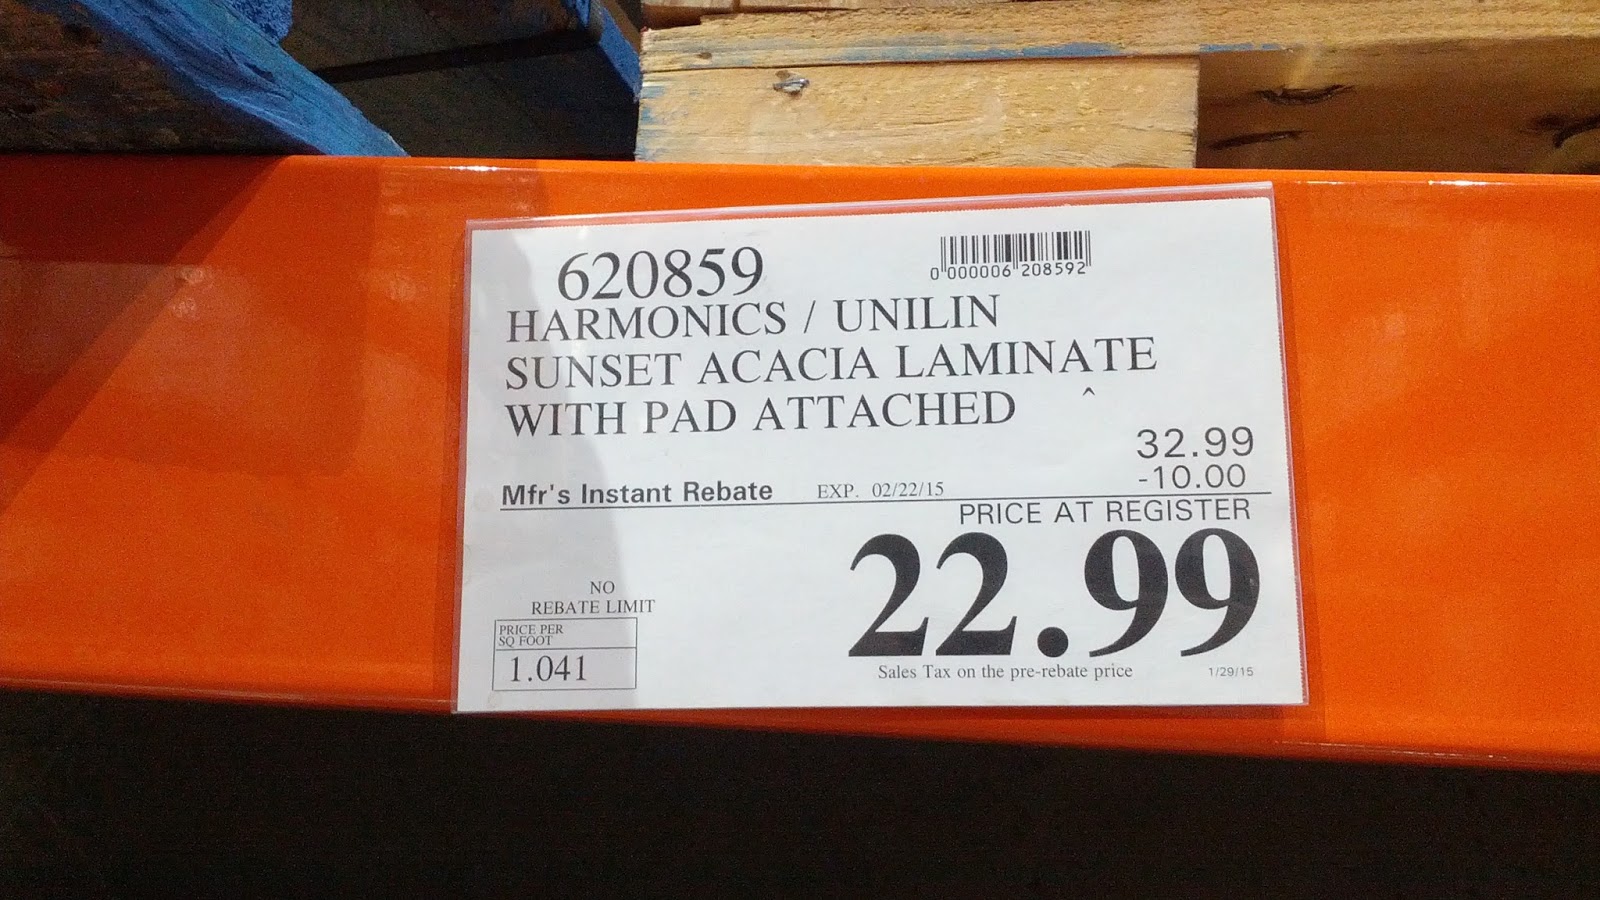 620859
0 000006 208592
HARMONICS / UNILIN
SUNSET ACACIA LAMINATE
WITH PAD ATTACHED ^
32.99
-10.00
Mfr's Instant Rebate EXP. 02/22/15
PRICE AT REGISTER
22.99
NO
REBATE LIMIT
PRICE PER
SQ FOOT
1.041
Sales Tax on the pre-rebate price 1/29/15